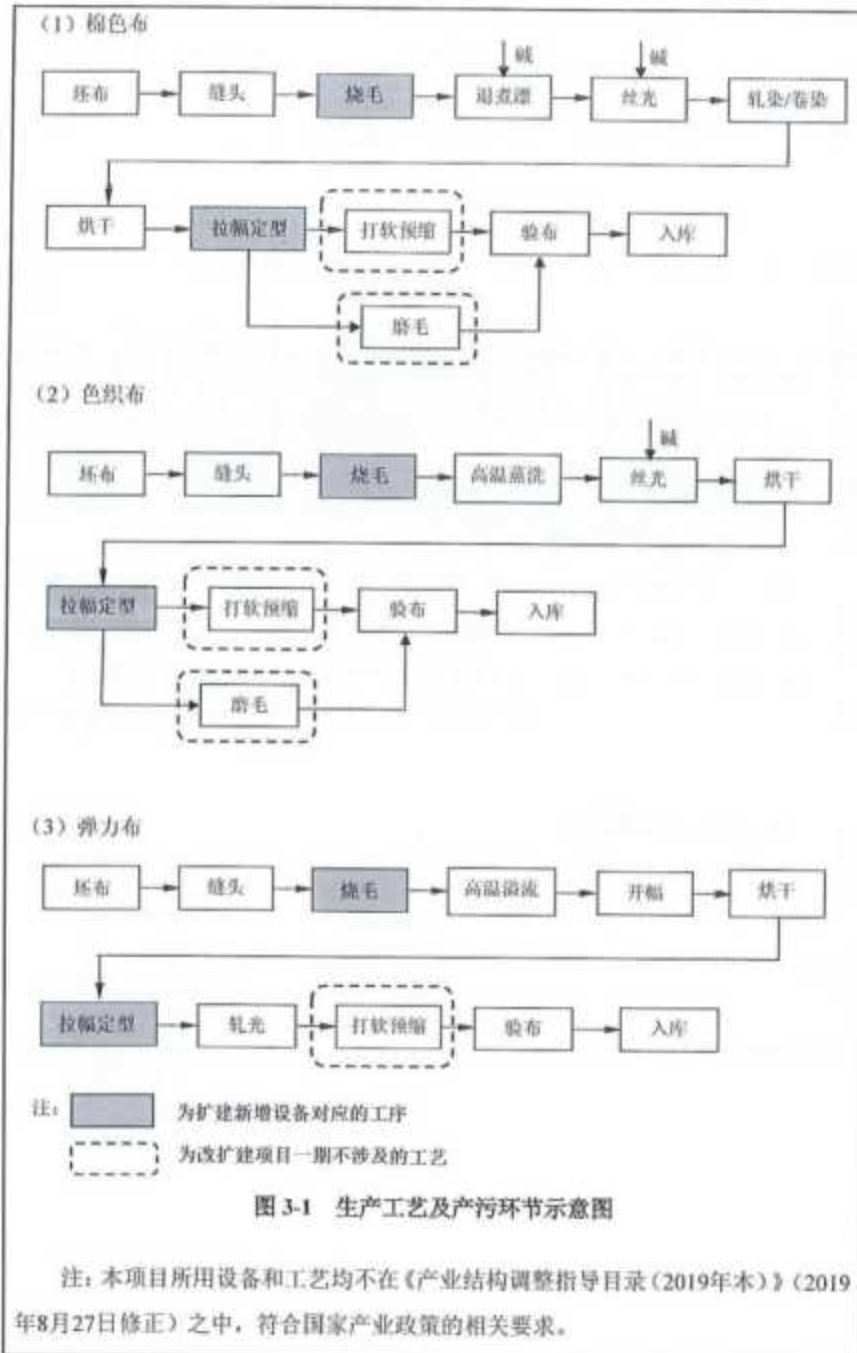 （1）棉色布
碱 碱
坯布 缝头 烧毛 退煮漂 丝光 轧染/卷染
烘干 拉幅定型 打软预缩 验布 入库
磨毛
（2）色织布
碱
坯布 缝头 烧毛 高温蒸洗 丝光 烘干
拉幅定型 打软预缩 验布 入库
磨毛
（3）弹力布
坯布 缝头 烧毛 高温溢流 开幅 烘干
拉幅定型 轧光 打软预缩 验布 入库
注： 为扩建新增设备对应的工序
为改扩建项目一期不涉及的工艺
图 3-1 生产工艺及产污环节示意图
注：本项目所用设备和工艺均不在《产业结构调整指导目录（2019年本）》（2019
年8月27日修正）之中，符合国家产业政策的相关要求。